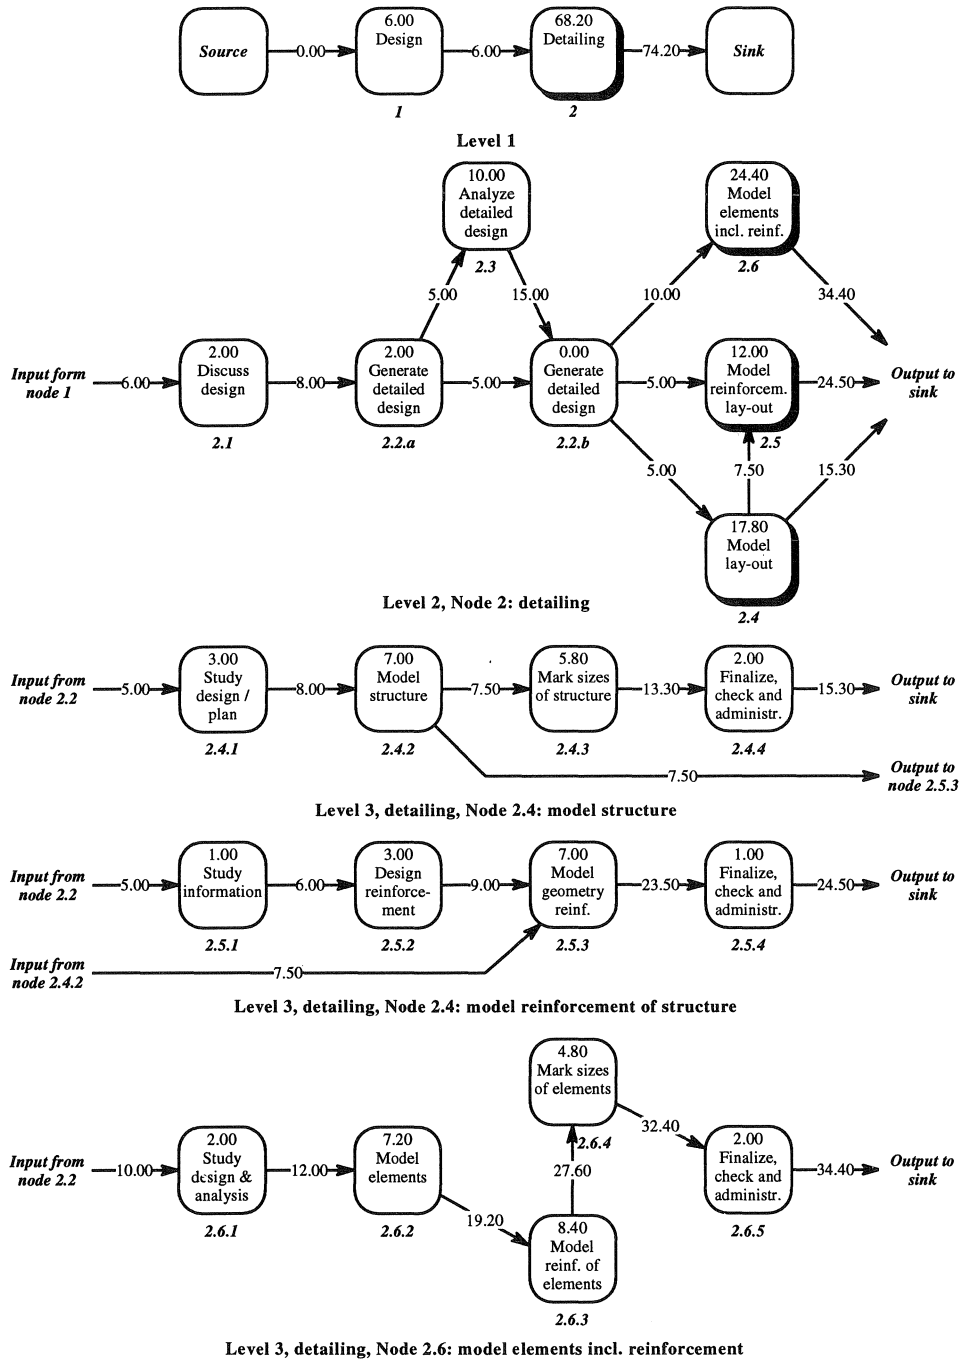 6.00
Design
68.20
Detailing
Source
0.00
6.00
74.20
Sink
1
2
Level 1
10.00
Analyze
detailed
design
2.3
24.40
Model
elements
incl. reinf.
2.6
5.00
15.00
10.00
34.40
Input form
node 1
6.00
2.00
Discuss
design
2.1
8.00
2.00
Generate
detailed
design
2.2.a
5.00
0.00
Generate
detailed
design
2.2.b
5.00
12.00
Model
reinforcem.
lay-out
2.5
24.50
Output to
sink
5.00
7.50
15.30
17.80
Model
lay-out
2.4
Level 2, Node 2: detailing
Input from
node 2.2
5.00
3.00
Study
design /
plan
2.4.1
8.00
7.00
Model
structure
2.4.2
7.50
5.80
Mark sizes
of structure
2.4.3
13.30
2.00
Finalize,
check and
administr.
2.4.4
15.30
Output to
sink
7.50
Output to
node 2.5.3
Level 3, detailing, Node 2.4: model structure
Input from
node 2.2
5.00
1.00
Study
information
2.5.1
6.00
3.00
Design
reinforce-
ment
2.5.2
9.00
7.00
Model
geometry
reinf.
2.5.3
23.50
1.00
Finalize,
check and
administr.
2.5.4
24.50
Output to
sink
Input from
node 2.4.2
7.50
Level 3, detailing, Node 2.4: model reinforcement of structure
4.80
Mark sizes
of elements
2.6.4
32.40
Input from
node 2.2
10.00
2.00
Study
design &
analysis
2.6.1
12.00
7.20
Model
elements
2.6.2
19.20
27.60
2.00
Finalize,
check and
administr.
2.6.5
34.40
Output to
sink
8.40
Model
reinf. of
elements
2.6.3
Level 3, detailing, Node 2.6: model elements incl. reinforcement